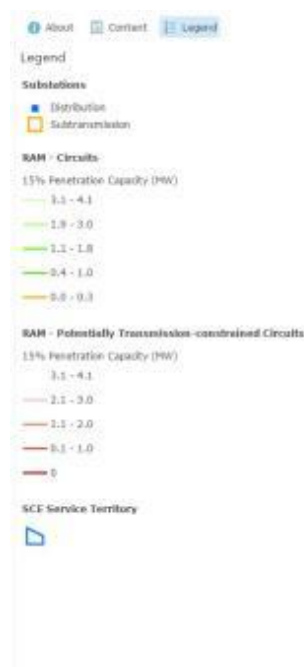 About Content Legend
Legend
Substations
Distribution
Subtransmission
RAM - Circuits
15% Penetration Capacity (MW)
3.1 - 4.1
1.9 - 3.0
1.1 - 1.8
0.4 - 1.0
0.0 - 0.3
RAM - Potentially Transmission-constrained Circuits
15% Penetration Capacity (MW)
3.1 - 4.1
2.1 - 3.0
1.1 - 2.0
0.1 - 1.0
0
SCE Service Territory